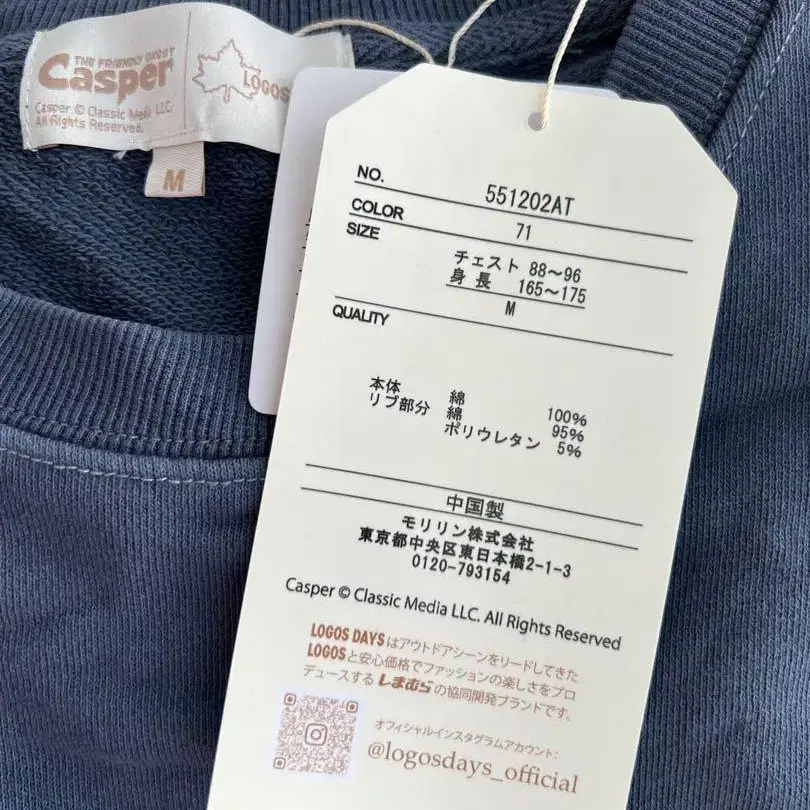 THE FRIENDLY GHOST
Casper
LOGOS
Casper © Classic Media LLC.
All Rights Reserved.
M
NO. 551202AT
COLOR 71
SIZE チェスト 88～96
身長 165～175
M
QUALITY
本体 綿 100%
リブ部分 綿 95%
ポリウレタン 5%
中国製
モリリン株式会社
東京都中央区東日本橋2-1-3
0120-793154
Casper © Classic Media LLC. All Rights Reserved
LOGOS DAYSはアウトドアシーンをリードしてきた
LOGOSと安心価格でファッションの楽しさをプロ
デュースする しまむら の協同開発ブランドです。
オフィシャルインスタグラムアカウント:
@logosdays_official